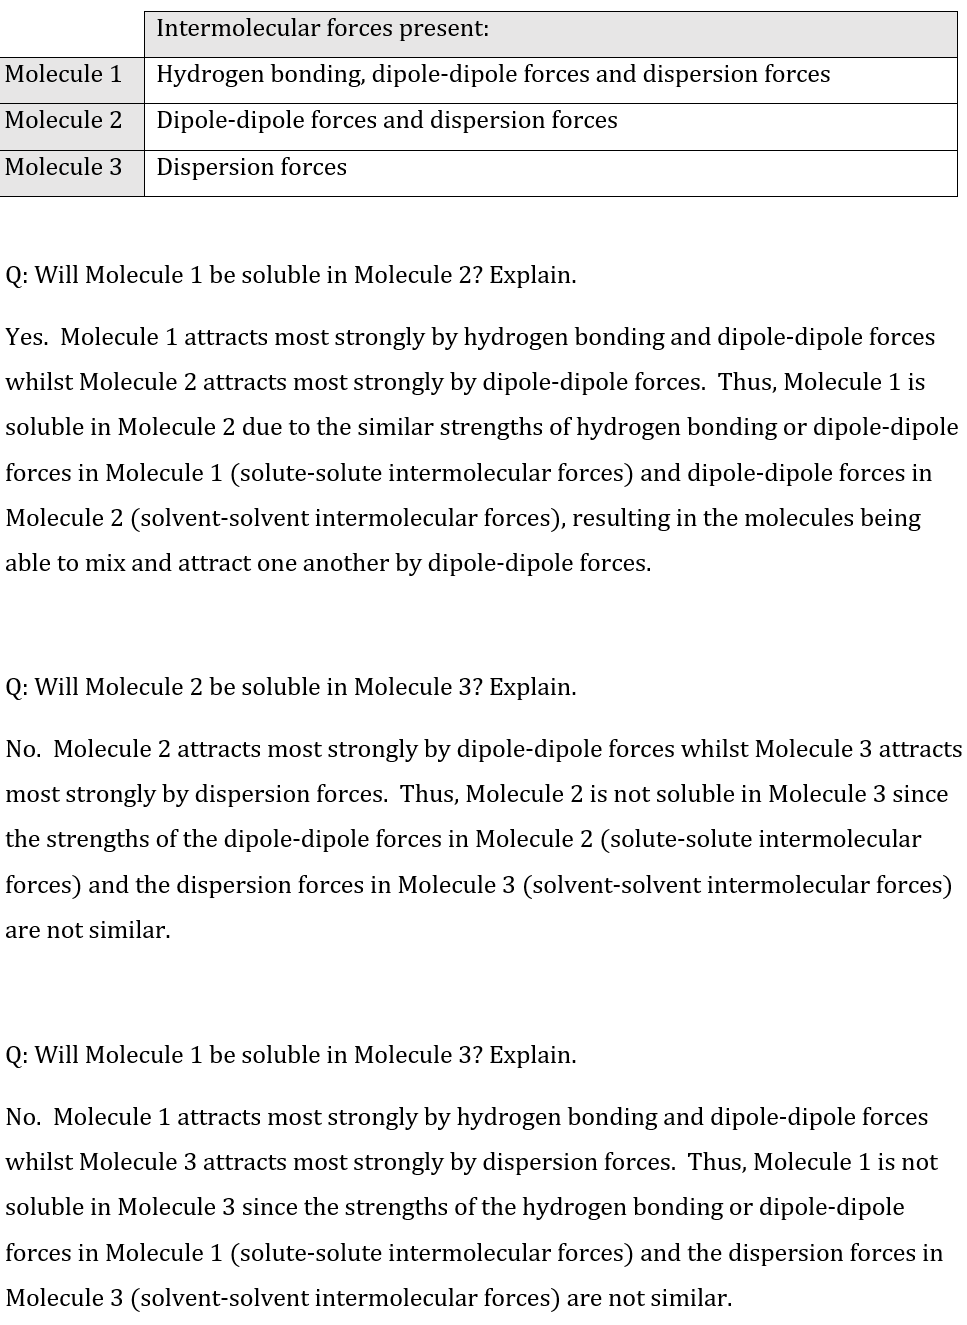 Intermolecular forces present:
Molecule 1 Hydrogen bonding, dipole-dipole forces and dispersion forces
Molecule 2 Dipole-dipole forces and dispersion forces
Molecule 3 Dispersion forces
Q: Will Molecule 1 be soluble in Molecule 2? Explain.
Yes.  Molecule 1 attracts most strongly by hydrogen bonding and dipole-dipole forces
whilst Molecule 2 attracts most strongly by dipole-dipole forces.  Thus, Molecule 1 is
soluble in Molecule 2 due to the similar strengths of hydrogen bonding or dipole-dipole
forces in Molecule 1 (solute-solute intermolecular forces) and dipole-dipole forces in
Molecule 2 (solvent-solvent intermolecular forces), resulting in the molecules being
able to mix and attract one another by dipole-dipole forces.
Q: Will Molecule 2 be soluble in Molecule 3? Explain.
No.  Molecule 2 attracts most strongly by dipole-dipole forces whilst Molecule 3 attracts
most strongly by dispersion forces.  Thus, Molecule 2 is not soluble in Molecule 3 since
the strengths of the dipole-dipole forces in Molecule 2 (solute-solute intermolecular
forces) and the dispersion forces in Molecule 3 (solvent-solvent intermolecular forces)
are not similar.
Q: Will Molecule 1 be soluble in Molecule 3? Explain.
No.  Molecule 1 attracts most strongly by hydrogen bonding and dipole-dipole forces
whilst Molecule 3 attracts most strongly by dispersion forces.  Thus, Molecule 1 is not
soluble in Molecule 3 since the strengths of the hydrogen bonding or dipole-dipole
forces in Molecule 1 (solute-solute intermolecular forces) and the dispersion forces in
Molecule 3 (solvent-solvent intermolecular forces) are not similar.